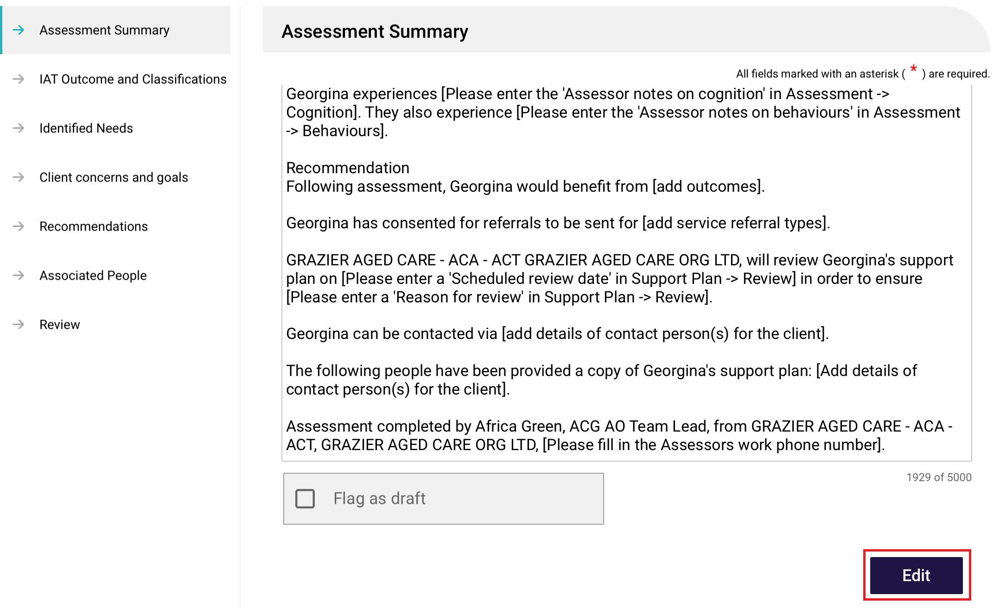 Assessment Summary
IAT Outcome and Classifications
Identified Needs
Client concerns and goals
Recommendations
Associated People
Review
Assessment Summary
All fields marked with an asterisk ( * ) are required.
Georgina experiences [Please enter the 'Assessor notes on cognition' in Assessment ->
Cognition]. They also experience [Please enter the 'Assessor notes on behaviours' in Assessment
-> Behaviours].
Recommendation
Following assessment, Georgina would benefit from [add outcomes].
Georgina has consented for referrals to be sent for [add service referral types].
GRAZIER AGED CARE - ACA - ACT GRAZIER AGED CARE ORG LTD, will review Georgina's support
plan on [Please enter a 'Scheduled review date' in Support Plan -> Review] in order to ensure
[Please enter a 'Reason for review' in Support Plan -> Review].
Georgina can be contacted via [add details of contact person(s) for the client].
The following people have been provided a copy of Georgina's support plan: [Add details of
contact person(s) for the client].
Assessment completed by Africa Green, ACG AO Team Lead, from GRAZIER AGED CARE - ACA -
ACT, GRAZIER AGED CARE ORG LTD, [Please fill in the Assessors work phone number].
1929 of 5000
Flag as draft
Edit